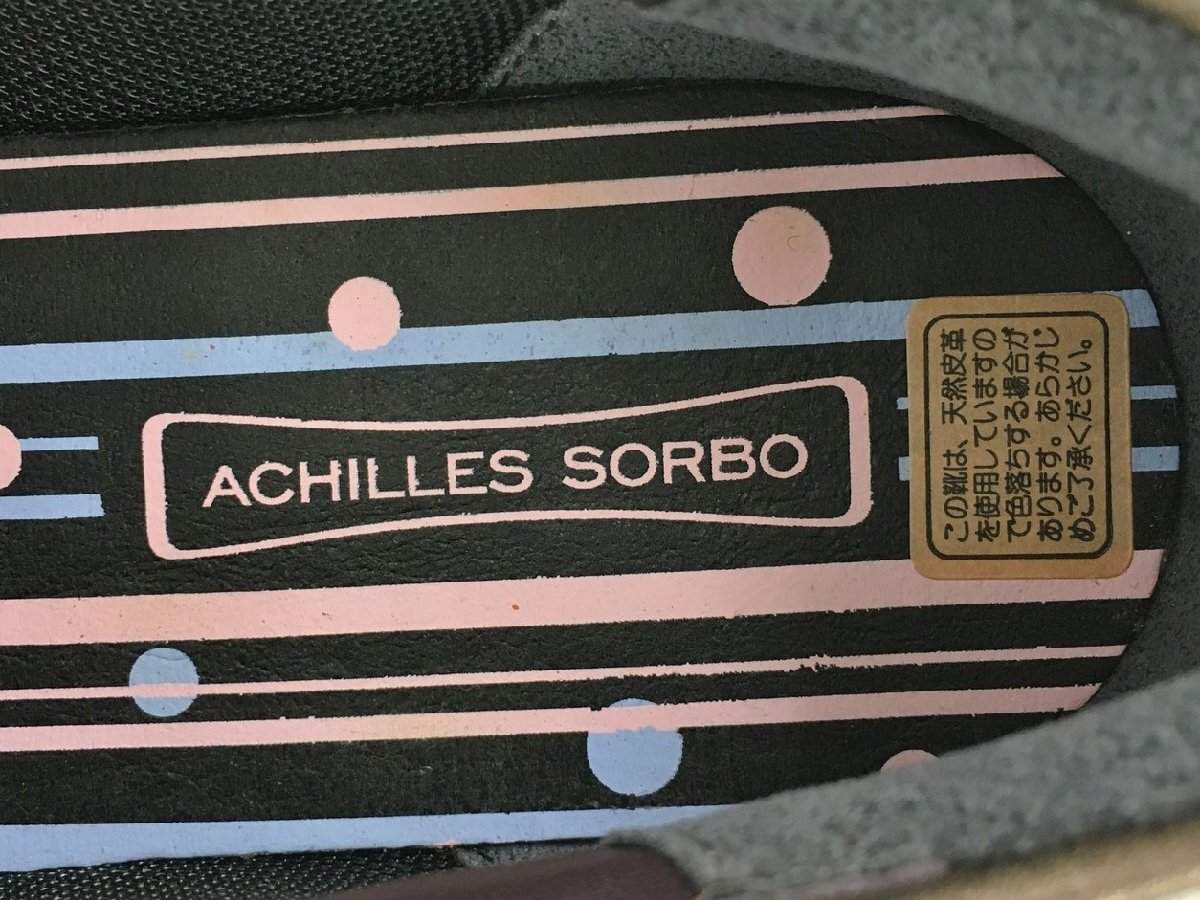 ACHILLES SORBO
この靴は、天然皮革
を使用していますの
で色落ちする場合が
あります。あらかじ
めご了承ください。